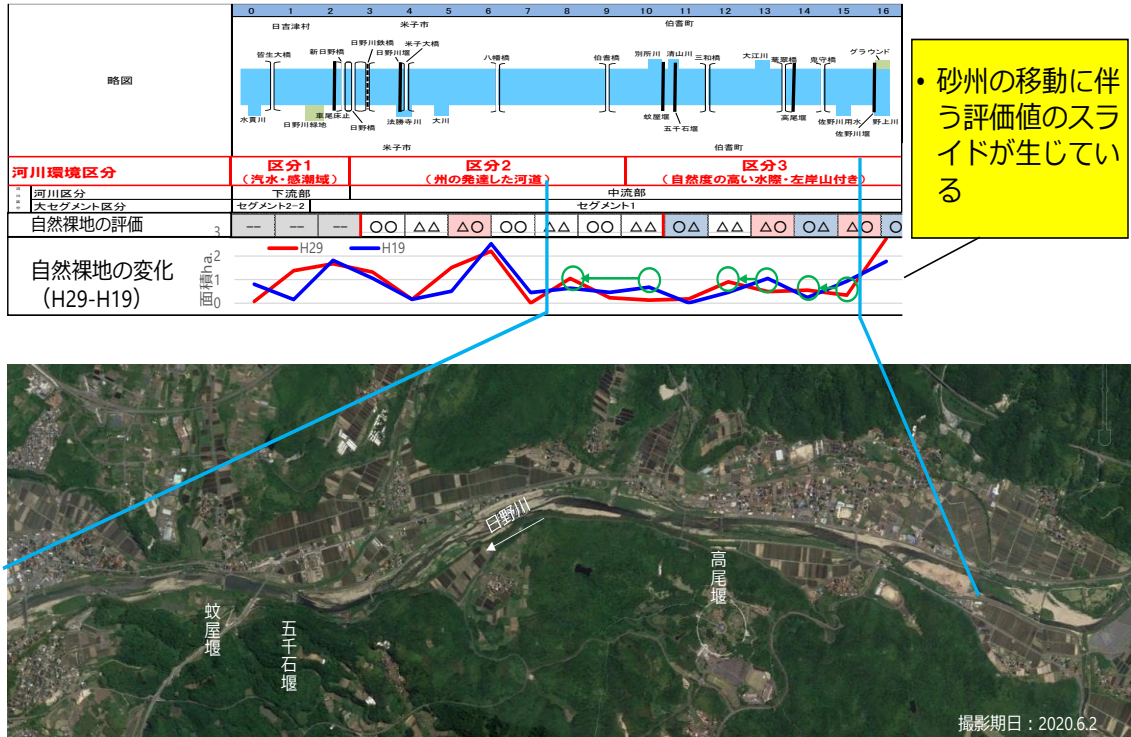 0 1 2 3 4 5 6 7 8 9 10 11 12 13 14 15 16
略図
日吉津村 米子市 伯耆町
皆生大橋 新日野橋 日野川鉄橋 日野川堰 米子大橋 八幡橋 伯耆橋 別所川 清山川 三和橋 大江川 鬼守橋 グラウンド
水貫川 日野川緑地 車尾床止 日野橋 法勝寺川 大川 蚊屋堰 五千石堰 高尾堰 佐野川用水 佐野川堰 野上川
米子市 伯耆町
河川環境区分
区分1
(汽水・感潮域)
区分2
(州の発達した河道)
区分3
(自然度の高い水際・左岸山付き)
河川区分 下流部 中流部
大セグメント区分 セグメント2-2 セグメント1
自然裸地の評価 -- -- -- ○○ △△ △○ ○○ △△ ○○ △△ ○△ △△ △○ ○△ △○ ○
自然裸地の変化
(H29-H19)
面積ha.
3
2
1
0
H29 H19
• 砂州の移動に伴
う評価値のスラ
イドが生じてい
る
日野川
蚊屋堰
五千石堰
高尾堰
撮影期日：2020.6.2